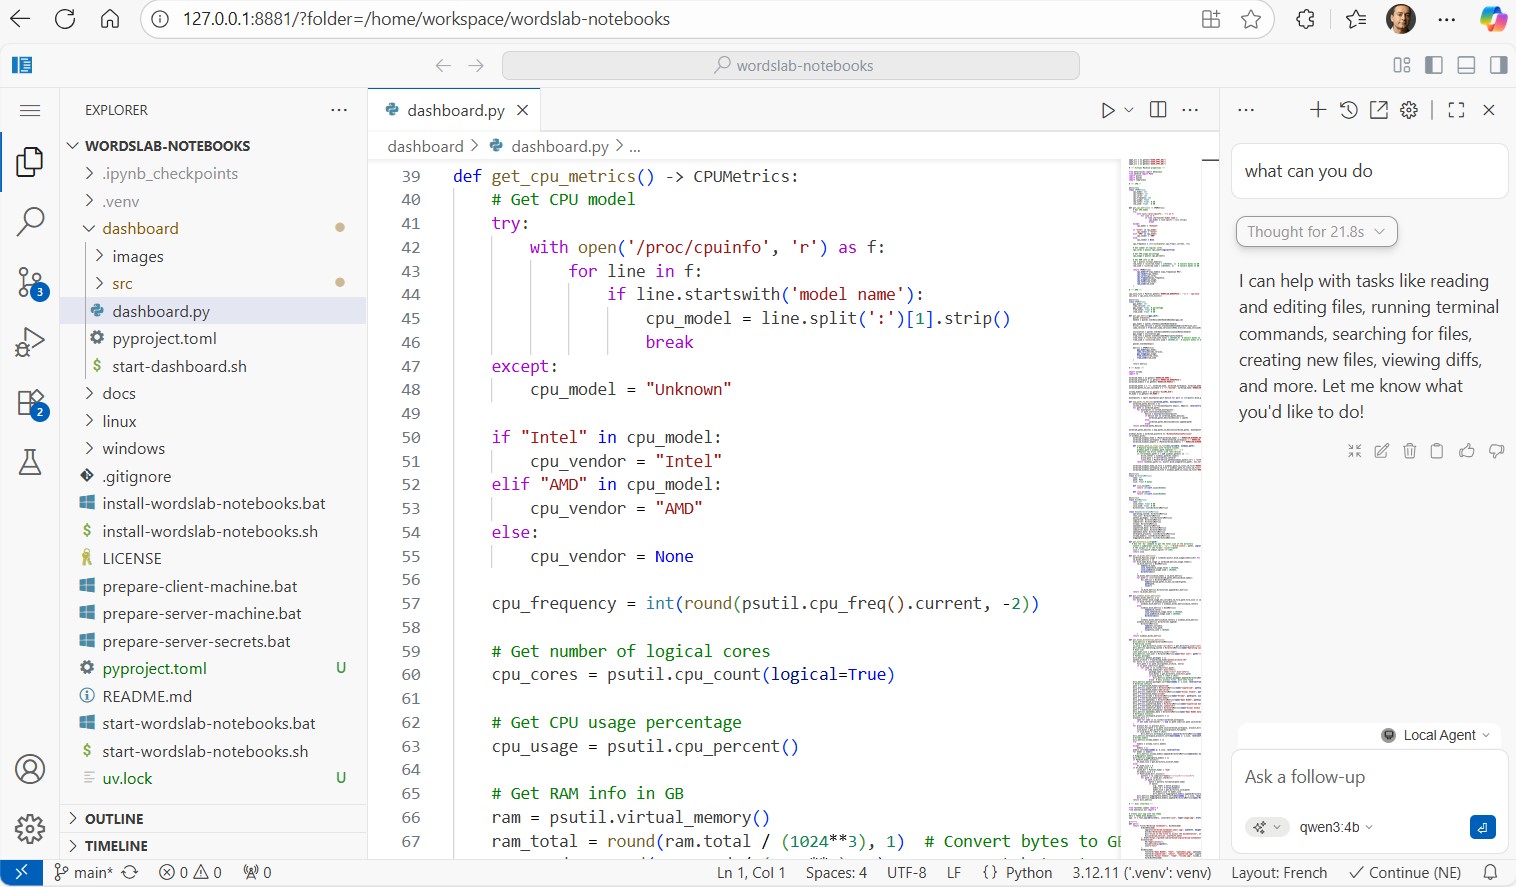 127.0.0.1:8881/?folder=/home/workspace/wordslab-notebooks
wordslab-notebooks
EXPLORER
WORDSLAB-NOTEBOOKS
.ipynb_checkpoints
.venv
dashboard
images
src
dashboard.py
pyproject.toml
$ start-dashboard.sh
docs
linux
windows
.gitignore
install-wordslab-notebooks.bat
$ install-wordslab-notebooks.sh
LICENSE
prepare-client-machine.bat
prepare-server-machine.bat
prepare-server-secrets.bat
pyproject.toml U
README.md
start-wordslab-notebooks.bat
$ start-wordslab-notebooks.sh
uv.lock U
OUTLINE
TIMELINE
3
2
dashboard.py
dashboard > dashboard.py > ...
39 def get_cpu_metrics() -> CPUMetrics:
40 # Get CPU model
41 try:
42 with open('/proc/cpuinfo', 'r') as f:
43 for line in f:
44 if line.startswith('model name'):
45 cpu_model = line.split(':')[1].strip()
46 break
47 except:
48 cpu_model = "Unknown"
49
50 if "Intel" in cpu_model:
51 cpu_vendor = "Intel"
52 elif "AMD" in cpu_model:
53 cpu_vendor = "AMD"
54 else:
55 cpu_vendor = None
56
57 cpu_frequency = int(round(psutil.cpu_freq().current, -2))
58
59 # Get number of logical cores
60 cpu_cores = psutil.cpu_count(logical=True)
61
62 # Get CPU usage percentage
63 cpu_usage = psutil.cpu_percent()
64
65 # Get RAM info in GB
66 ram = psutil.virtual_memory()
67 ram_total = round(ram.total / (1024**3), 1) # Convert bytes to GB
what can you do
Thought for 21.8s
I can help with tasks like reading
and editing files, running terminal
commands, searching for files,
creating new files, viewing diffs,
and more. Let me know what
you'd like to do!
Local Agent
Ask a follow-up
qwen3:4b
main* 0 0 0
Ln 1, Col 1 Spaces: 4 UTF-8 LF {} Python 3.12.11 ('.venv': venv) Layout: French Continue (NE)